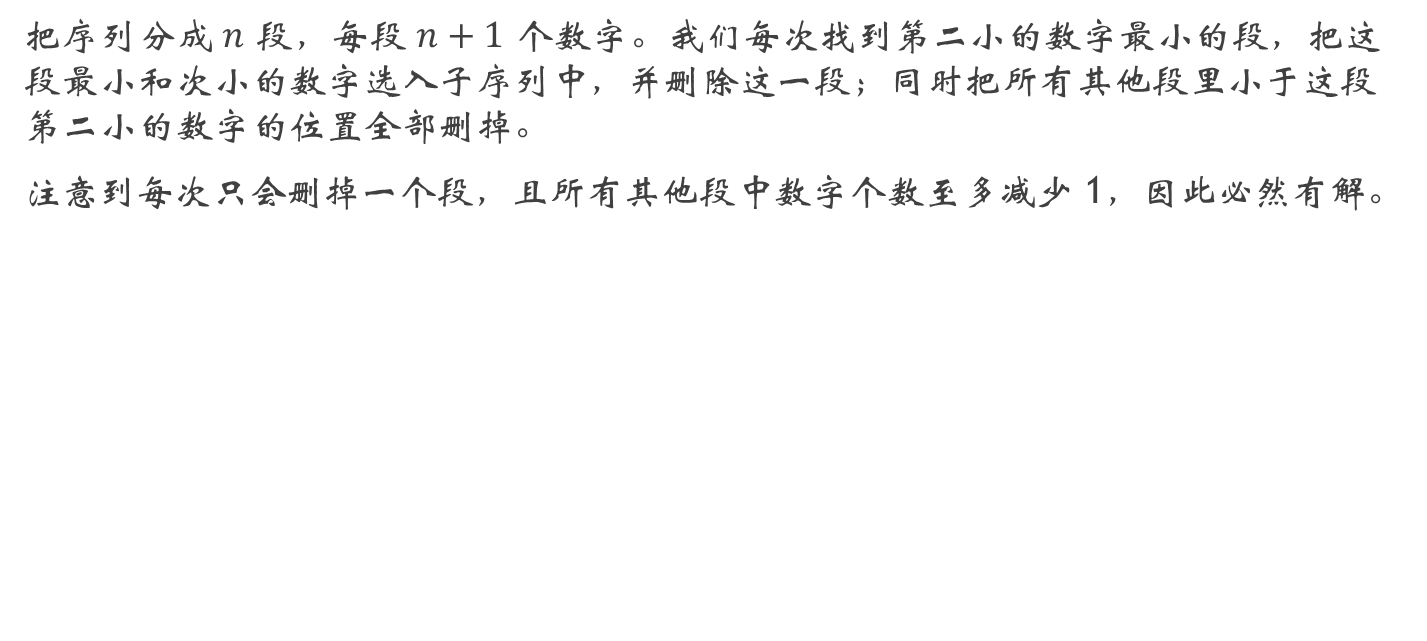 把序列分成 n 段，每段 n + 1 个数字。我们每次找到第二小的数字最小的段，把这
段最小和次小的数字选入子序列中，并删除这一段；同时把所有其他段里小于这段
第二小的数字的位置全部删掉。
注意到每次只会删掉一个段，且所有其他段中数字个数至多减少 1，因此必然有解。